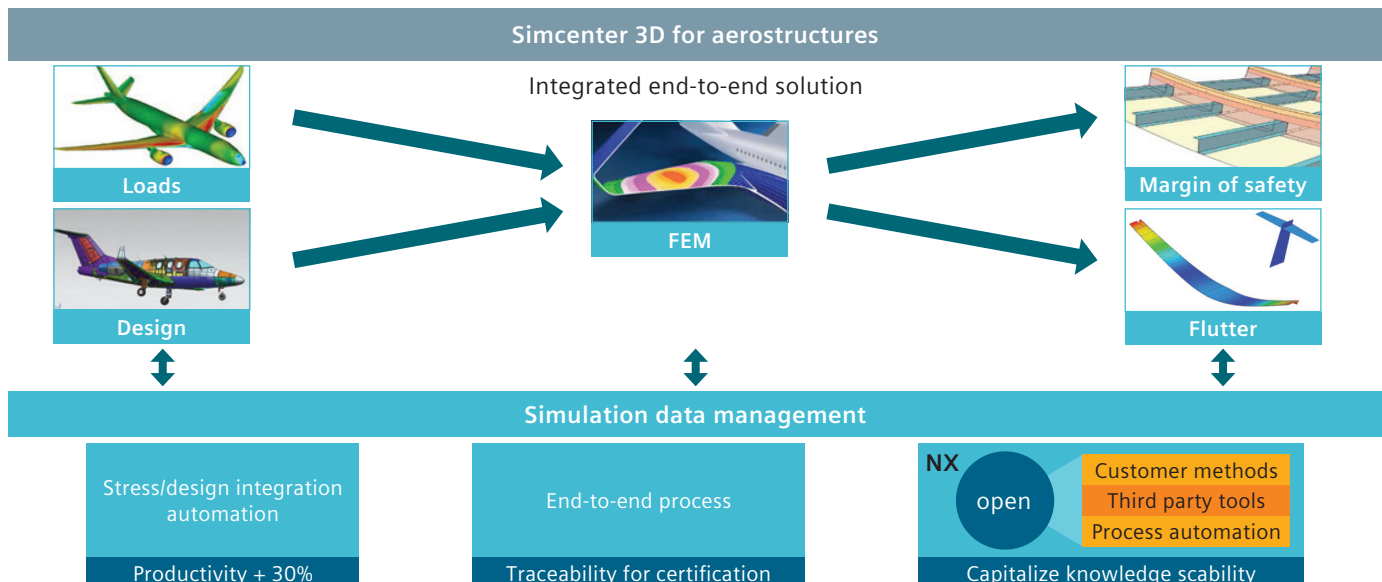 Simcenter 3D for aerostructures
Integrated end-to-end solution
Loads
Design
FEM
Margin of safety
Flutter
Simulation data management
Stress/design integration
automation
Productivity + 30%
End-to-end process
Traceability for certification
NX
open
Customer methods
Third party tools
Process automation
Capitalize knowledge scability